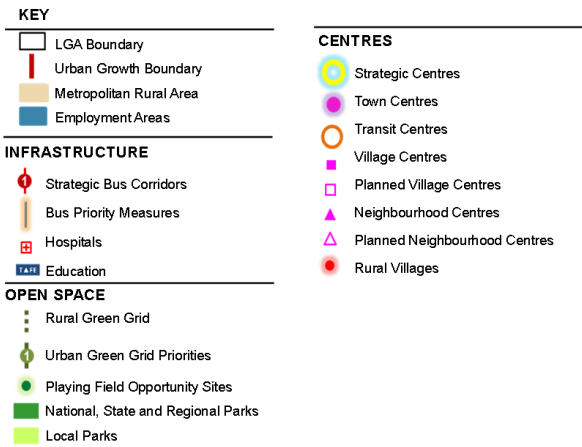 KEY
LGA Boundary
Urban Growth Boundary
Metropolitan Rural Area
Employment Areas
INFRASTRUCTURE
1 Strategic Bus Corridors
Bus Priority Measures
Hospitals
TAFE Education
OPEN SPACE
Rural Green Grid
1 Urban Green Grid Priorities
Playing Field Opportunity Sites
National, State and Regional Parks
Local Parks
CENTRES
Strategic Centres
Town Centres
Transit Centres
Village Centres
Planned Village Centres
Neighbourhood Centres
Planned Neighbourhood Centres
Rural Villages